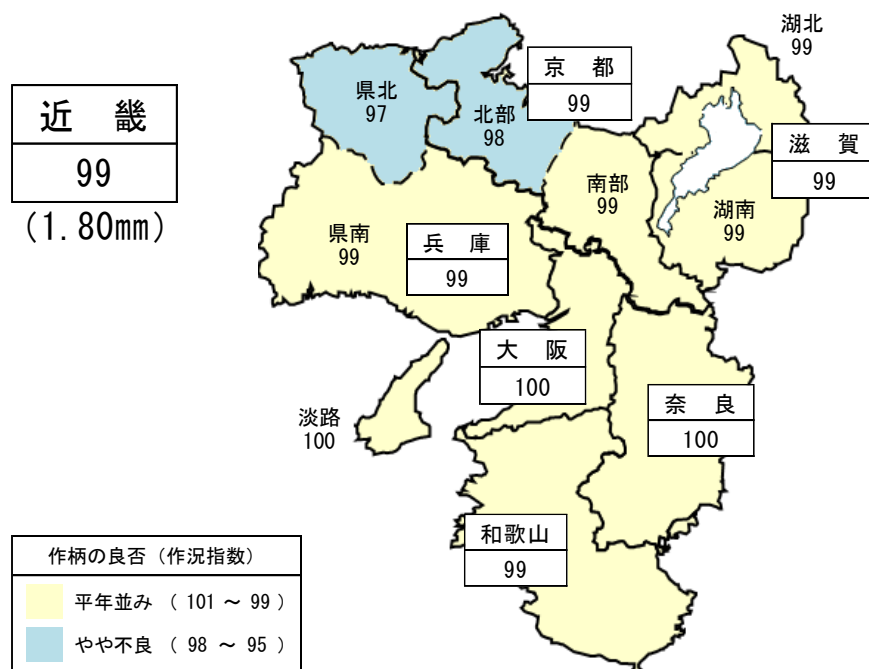 近 畿
99
(1.80mm)
県北
97
北部
98
京 都
99
湖北
99
滋 賀
99
南部
99
湖南
99
県南
99
兵 庫
99
大 阪
100
淡路
100
奈 良
100
和歌山
99
作柄の良否（作況指数）
平年並み （ 101 ～ 99 ）
やや不良 （ 98 ～ 95 ）